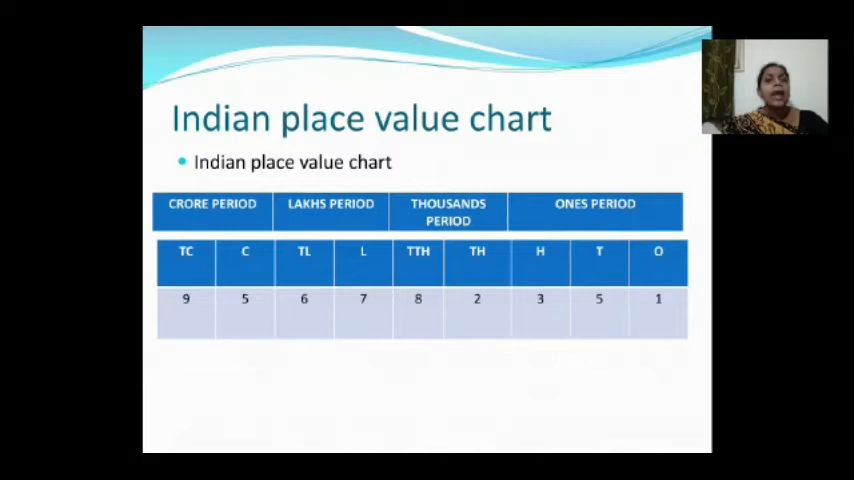 Indian place value chart
Indian place value chart
CRORE PERIOD LAKHS PERIOD THOUSANDS PERIOD ONES PERIOD
TC C TL L TTH TH H T O
9 5 6 7 8 2 3 5 1